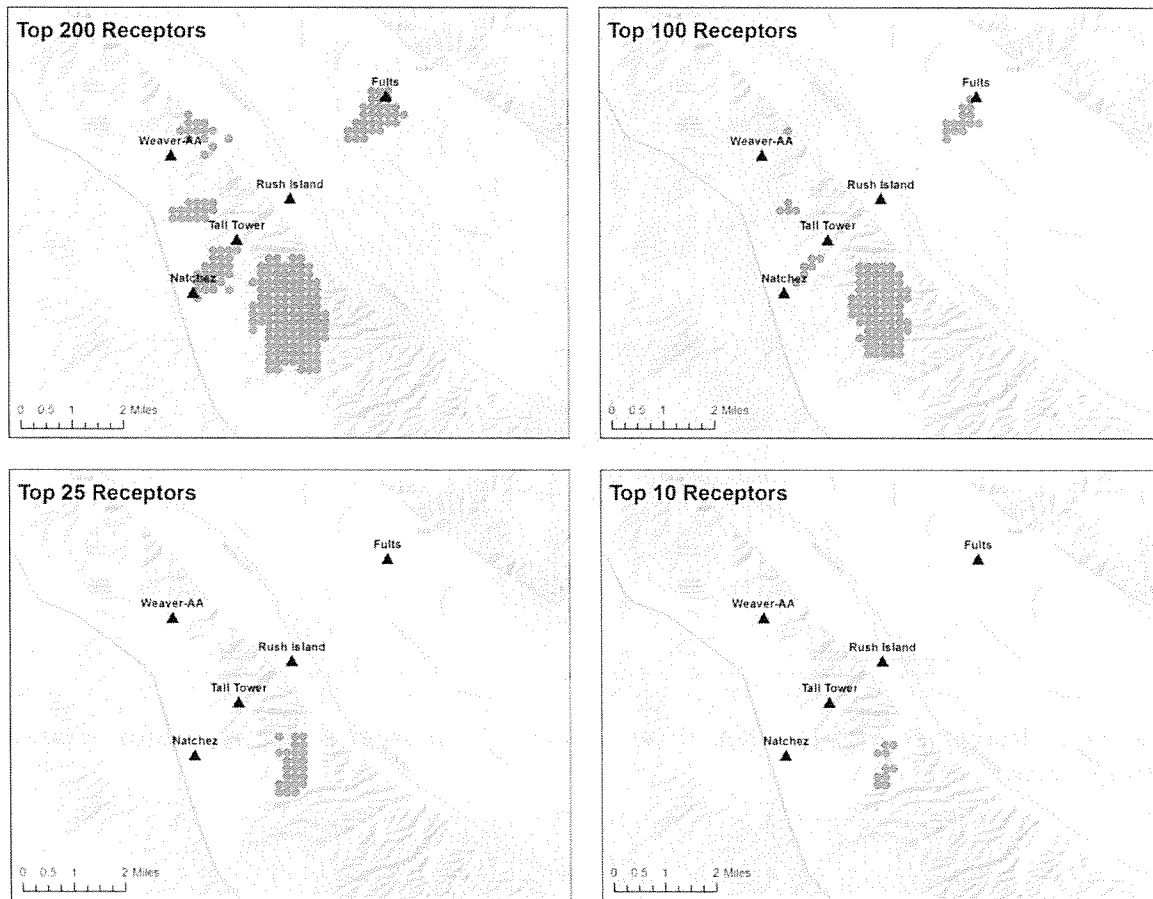 Top 200 Receptors
Fults
Weaver-AA
Rush Island
Tall Tower
Natchez
0 0.5 1 2 Miles
Top 100 Receptors
Fults
Weaver-AA
Rush Island
Tall Tower
Natchez
0 0.5 1 2 Miles
Top 25 Receptors
Fults
Weaver-AA
Rush Island
Tall Tower
Natchez
0 0.5 1 2 Miles
Top 10 Receptors
Fults
Weaver-AA
Rush Island
Tall Tower
Natchez
0 0.5 1 2 Miles